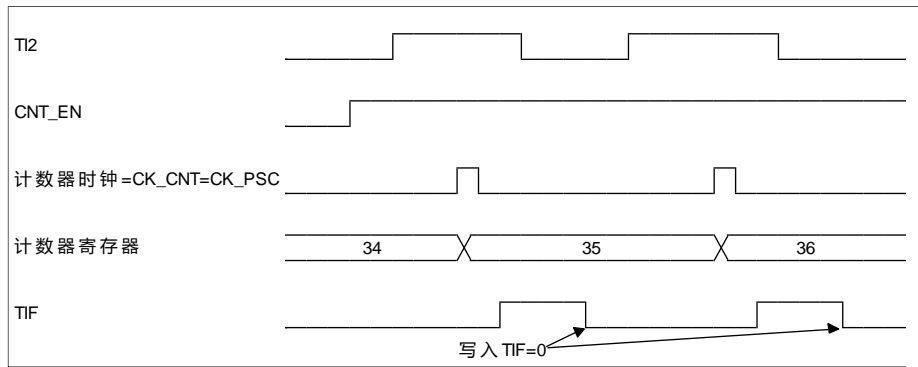 TI2
CNT_EN
计数器时钟=CK_CNT=CK_PSC
计数器寄存器 34 35 36
TIF
写入TIF=0